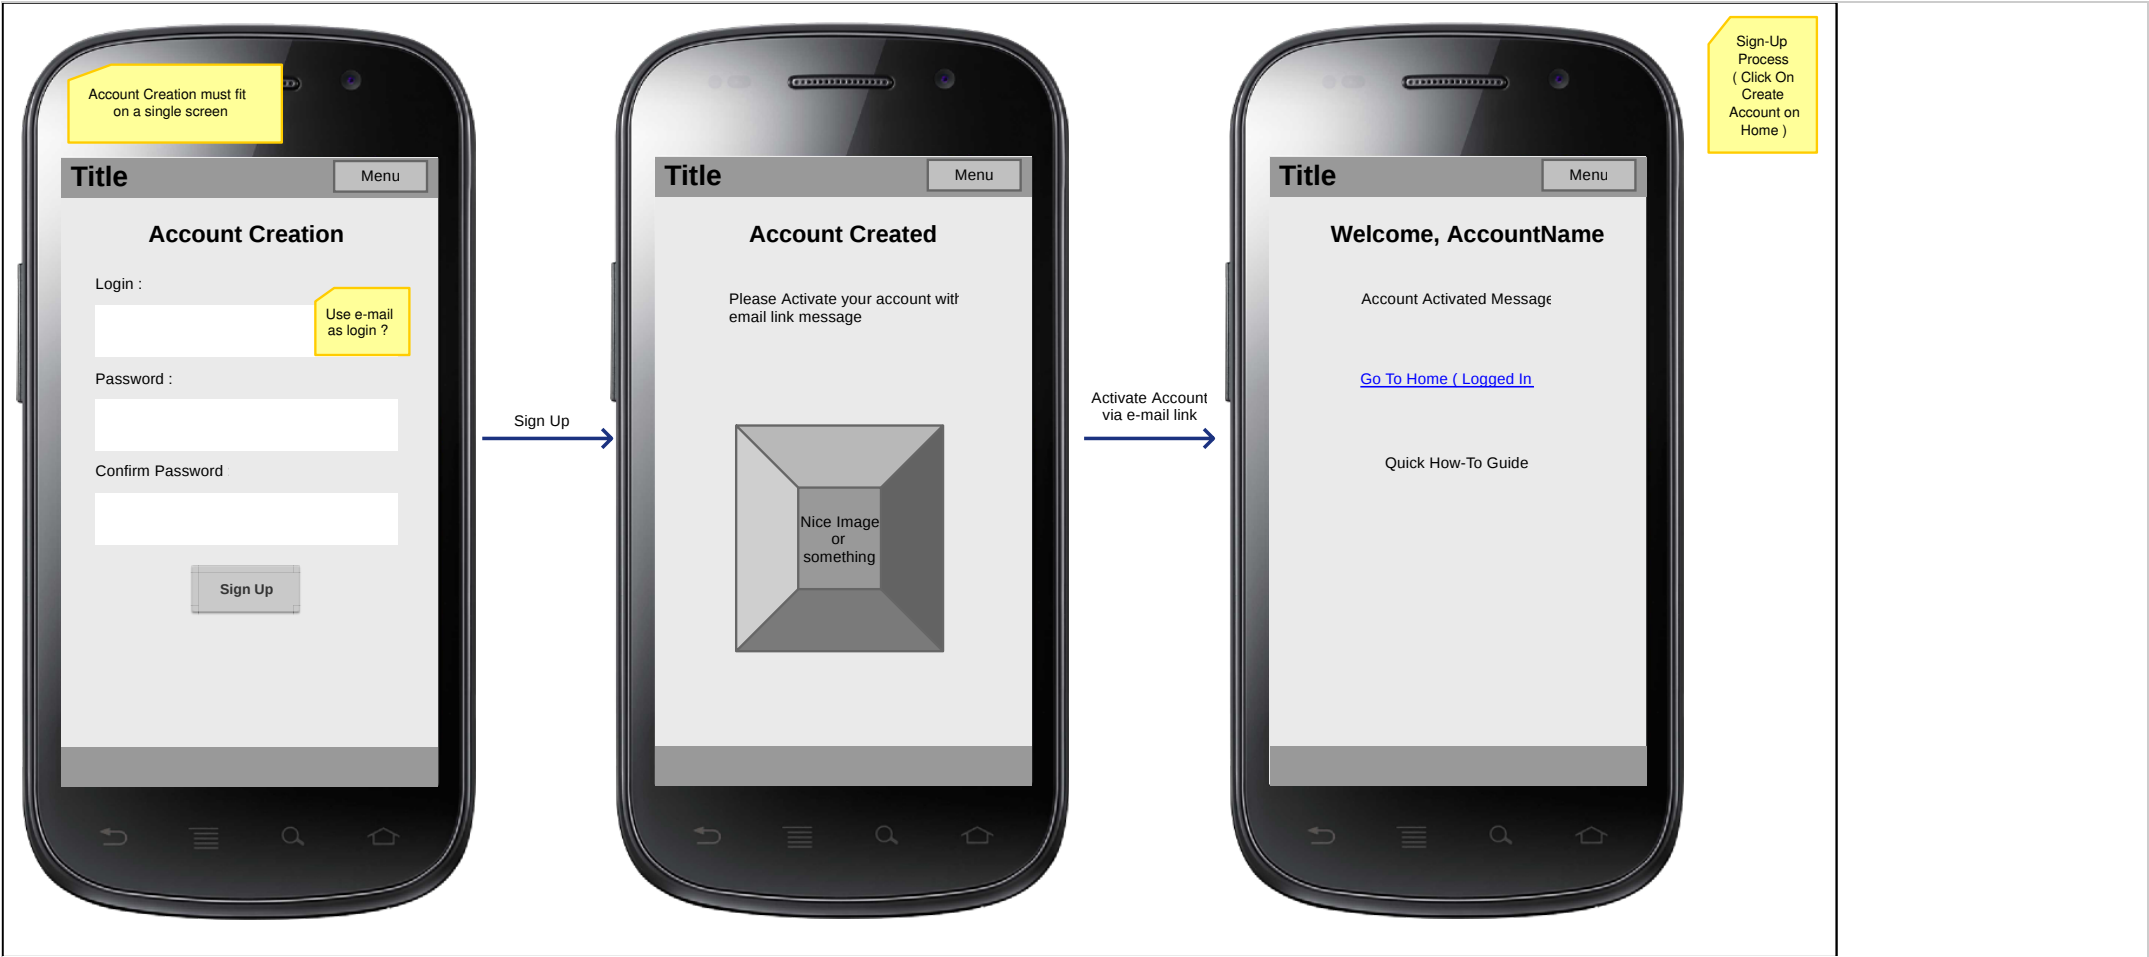 Account Creation must fit
on a single screen
Title
Menu
Account Creation
Login :
Use e-mail
as login ?
Password :
Confirm Password
Sign Up
Sign Up
Title
Menu
Account Created
Please Activate your account with
email link message
Nice Image
or
something
Activate Account
via e-mail link
Title
Menu
Welcome, AccountName
Account Activated Message
Go To Home ( Logged In
Quick How-To Guide
Sign-Up
Process
( Click On
Create
Account on
Home )